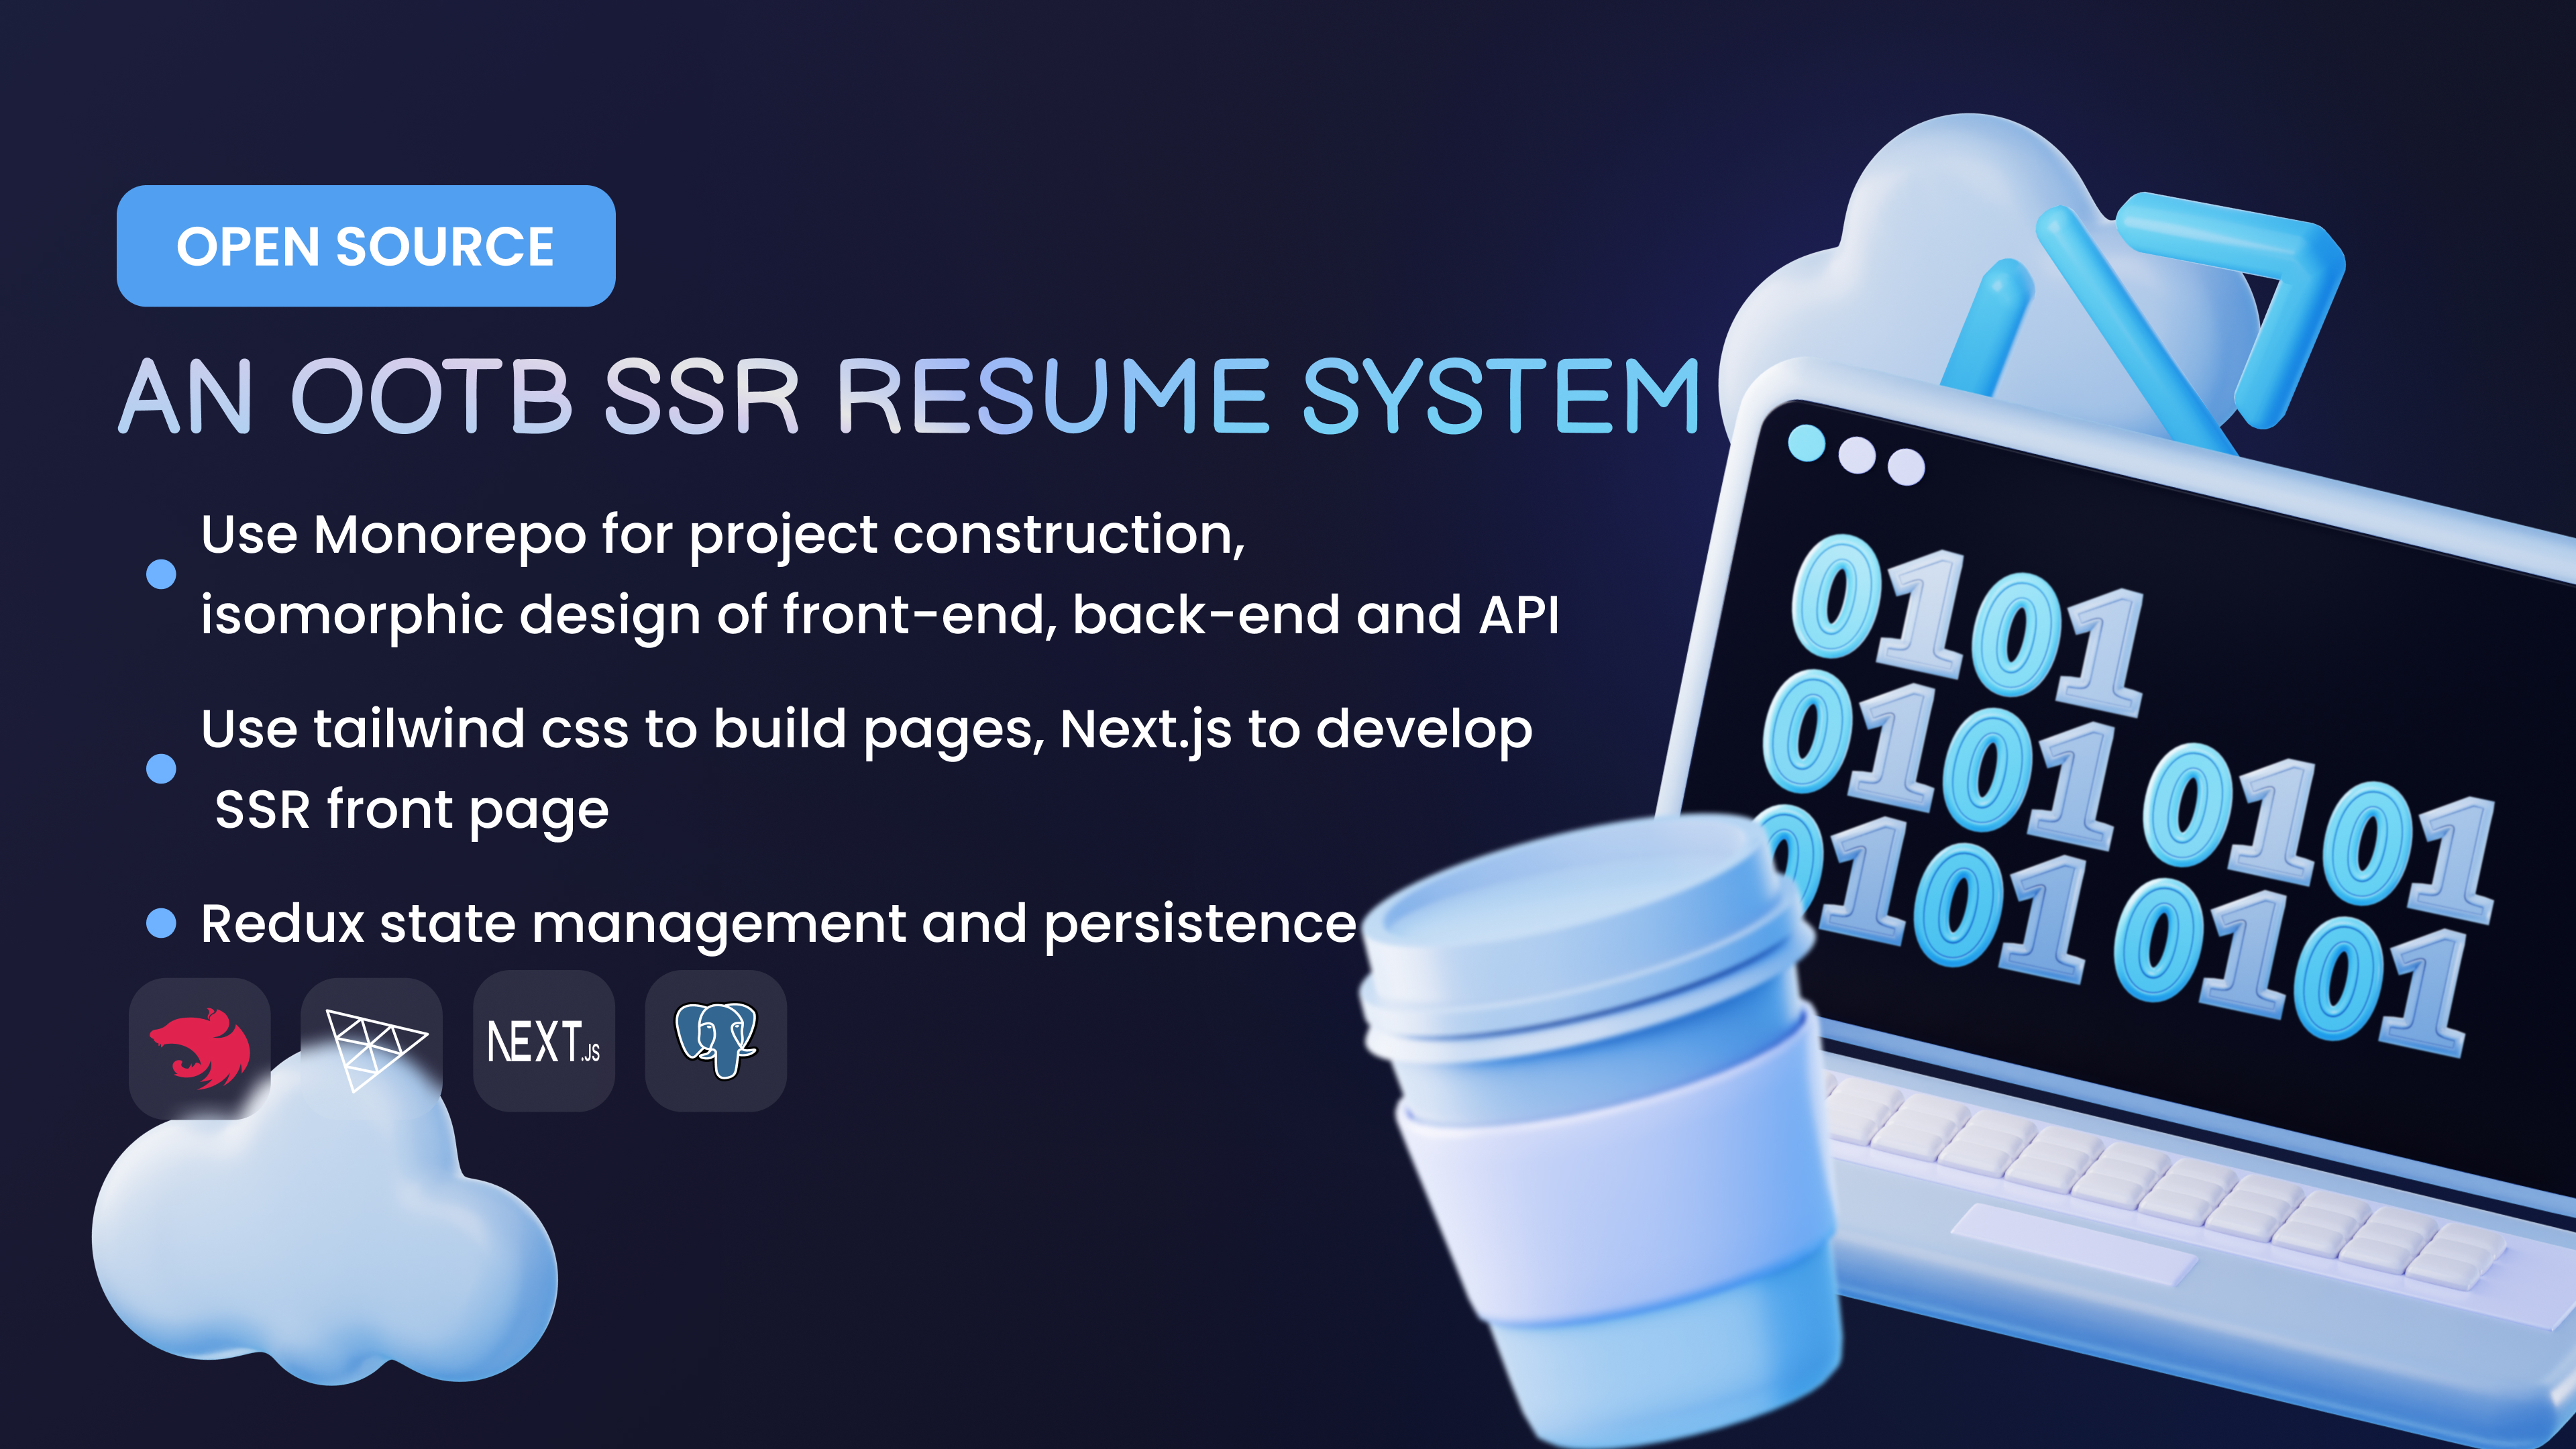 OPEN SOURCE
AN OOTB SSR RESUME SYSTEM
Use Monorepo for project construction,
isomorphic design of front-end, back-end and API
Use tailwind css to build pages, Next.js to develop
SSR front page
Redux state management and persistence
NEXT.JS
0101
0101 0101
0101 0101